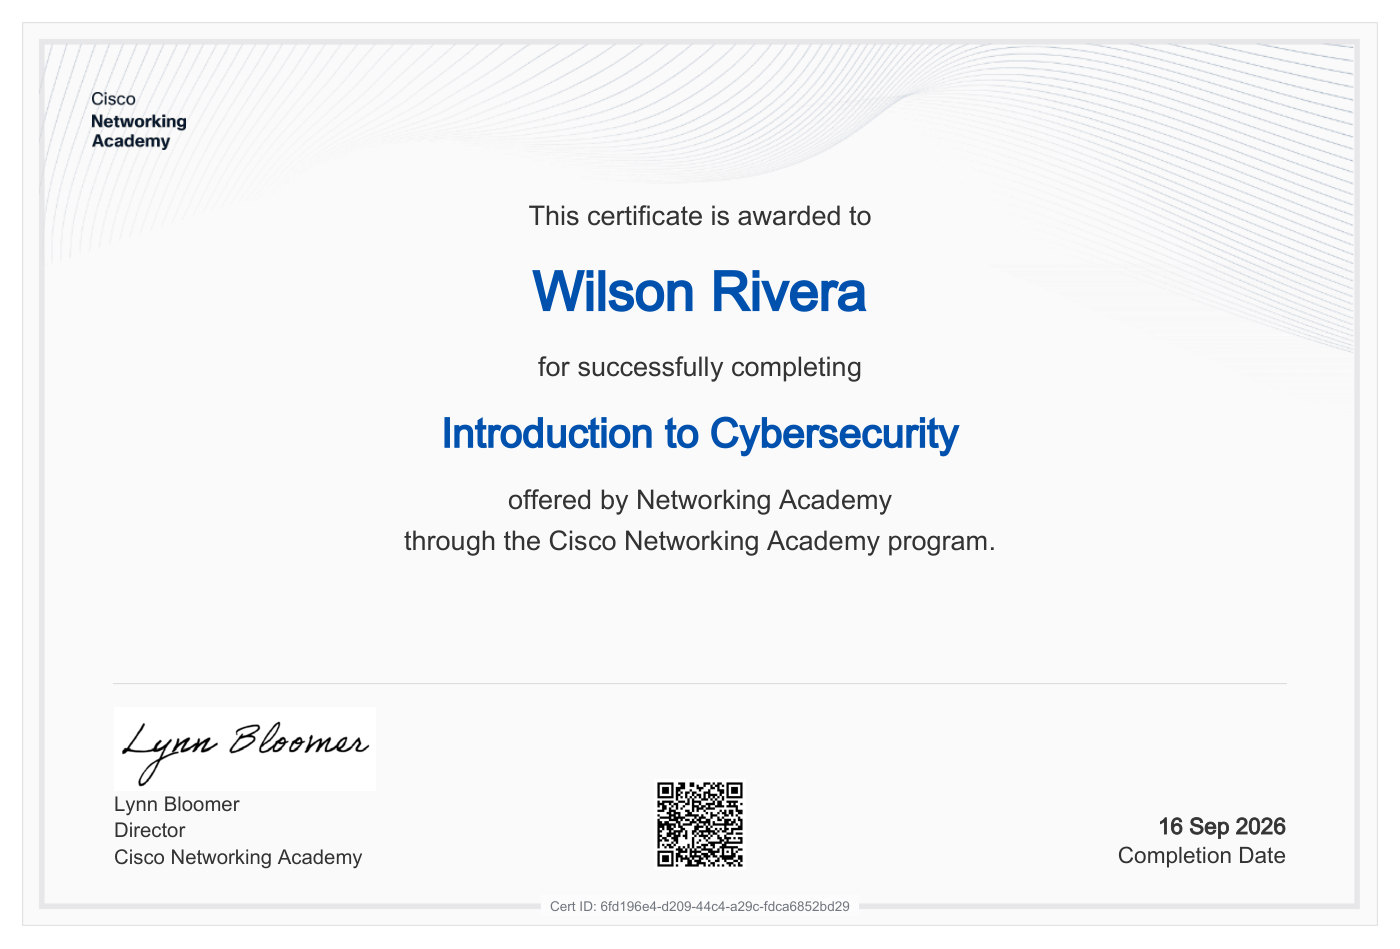 Cisco
Networking
Academy
This certificate is awarded to
Wilson Rivera
for successfully completing
Introduction to Cybersecurity
offered by Networking Academy
through the Cisco Networking Academy program.
Lynn Bloomer
Lynn Bloomer
Director
Cisco Networking Academy
16 Sep 2026
Completion Date
Cert ID: 6fd196e4-d209-44c4-a29c-fdca6852bd29